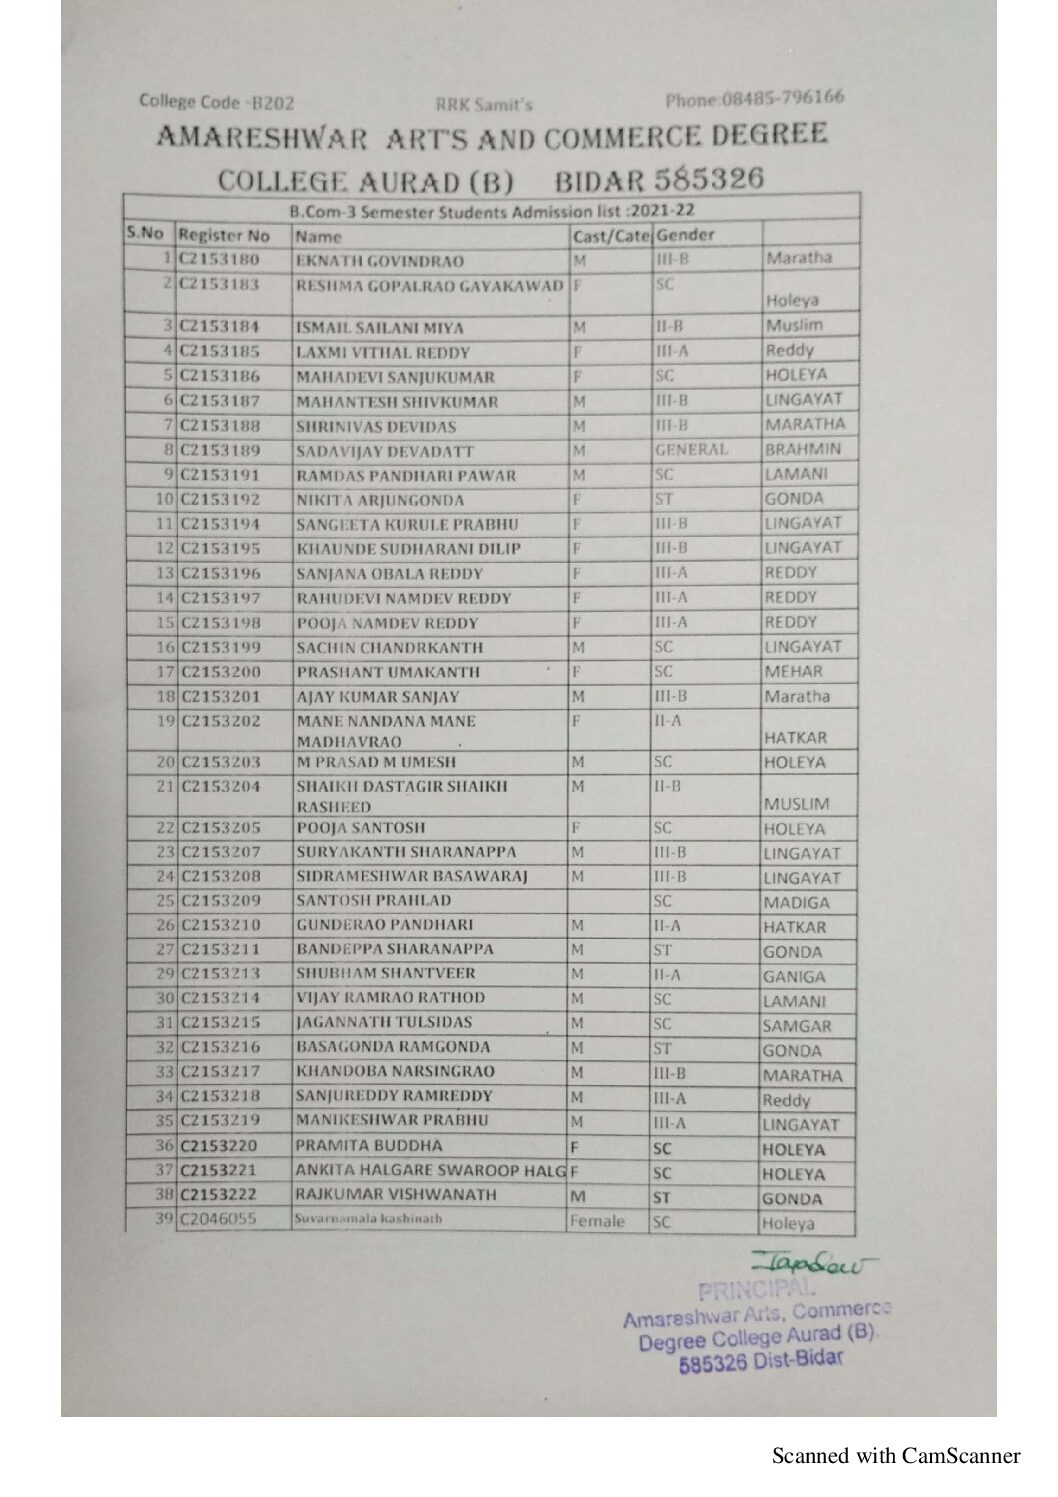 College Code -B202 RRK Samit's Phone:08485-796166
AMARESHWAR ARTS AND COMMERCE DEGREE
COLLEGE AURAD (B) BIDAR 585326
B.Com-3 Semester Students Admission list :2021-22
S.No Register No Name Cast/Cate Gender
1 C2153180 EKNATH GOVINDRAO M III-B Maratha
2 C2153183 RESHMA GOPALRAO GAYAKAWAD F SC Holeya
3 C2153184 ISMAIL SAILANI MIYA M II-B Muslim
4 C2153185 LAXMI VITHAL REDDY F III-A Reddy
5 C2153186 MAHADEVI SANJUKUMAR F SC HOLEYA
6 C2153187 MAHANTESH SHIVKUMAR M III-B LINGAYAT
7 C2153188 SHRINIVAS DEVIDAS M III-B MARATHA
8 C2153189 SADAVIJAY DEVADATT M GENERAL BRAHMIN
9 C2153191 RAMDAS PANDHARI PAWAR M SC LAMANI
10 C2153192 NIKITA ARJUNGONDA F ST GONDA
11 C2153194 SANGEETA KURULE PRABHU F III-B LINGAYAT
12 C2153195 KHAUNDE SUDHARANI DILIP F III-B LINGAYAT
13 C2153196 SANJANA OBALA REDDY F III-A REDDY
14 C2153197 RAHUDEVI NAMDEV REDDY F III-A REDDY
15 C2153198 POOJA NAMDEV REDDY F III-A REDDY
16 C2153199 SACHIN CHANDRKANTH M SC LINGAYAT
17 C2153200 PRASHANT UMAKANTH F SC MEHAR
18 C2153201 AJAY KUMAR SANJAY M III-B Maratha
19 C2153202 MANE NANDANA MANE F II-A
MADHAVRAO HATKAR
20 C2153203 M PRASAD M UMESH M SC HOLEYA
21 C2153204 SHAIKH DASTAGIR SHAIKH M II-B
RASHEED MUSLIM
22 C2153205 POOJA SANTOSH F SC HOLEYA
23 C2153207 SURYAKANTH SHARANAPPA M III-B LINGAYAT
24 C2153208 SIDRAMESHWAR BASAWARAJ M III-B LINGAYAT
25 C2153209 SANTOSH PRAHLAD SC MADIGA
26 C2153210 GUNDERAO PANDHARI M II-A HATKAR
27 C2153211 BANDEPPA SHARANAPPA M ST GONDA
29 C2153213 SHUBHAM SHANTVEER M II-A GANIGA
30 C2153214 VIJAY RAMRAO RATHOD M SC LAMANI
31 C2153215 JAGANNATH TULSIDAS M SC SAMGAR
32 C2153216 BASAGONDA RAMGONDA M ST GONDA
33 C2153217 KHANDOBA NARSINGRAO M III-B MARATHA
34 C2153218 SANJUREDDY RAMREDDY M III-A Reddy
35 C2153219 MANIKESHWAR PRABHU M III-A LINGAYAT
36 C2153220 PRAMITA BUDDHA F SC HOLEYA
37 C2153221 ANKITA HALGARE SWAROOP HALG F SC HOLEYA
38 C2153222 RAJKUMAR VISHWANATH M ST GONDA
39 C2046055 Suvarnamala kashinath Female SC Holeya
PRINCIPAL
Amareshwar Arts, Commerce
Degree College Aurad (B).
585326 Dist-Bidar
Scanned with CamScanner